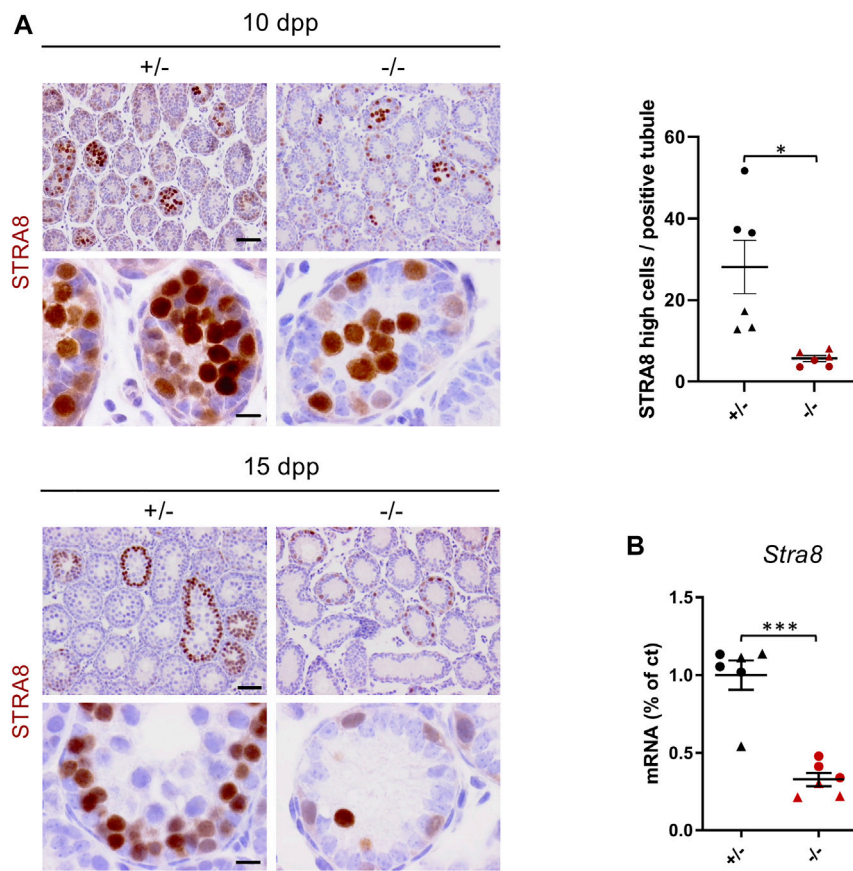 A
10 dpp
+/-
-/-
STRA8
STRA8 high cells / positive tubule
60
40
20
0
*
+/-
-/-
15 dpp
+/-
-/-
STRA8
B
Stra8
mRNA (% of ct)
1.5
1.0
0.5
0.0
***
+/-
-/-